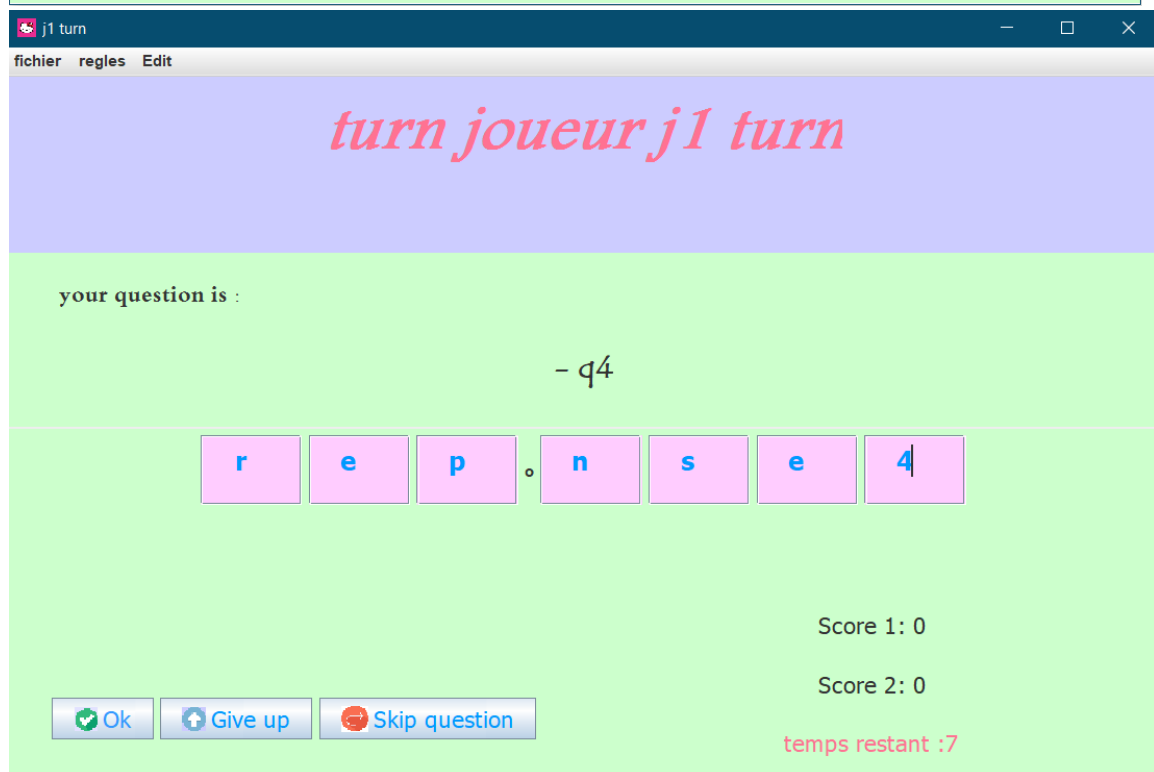 j1 turn
fichier regles Edit
turn joueur j1 turn
your question is :
- q4
r e p o n s e 4
Score 1: 0
Score 2: 0
Ok Give up Skip question
temps restant :7